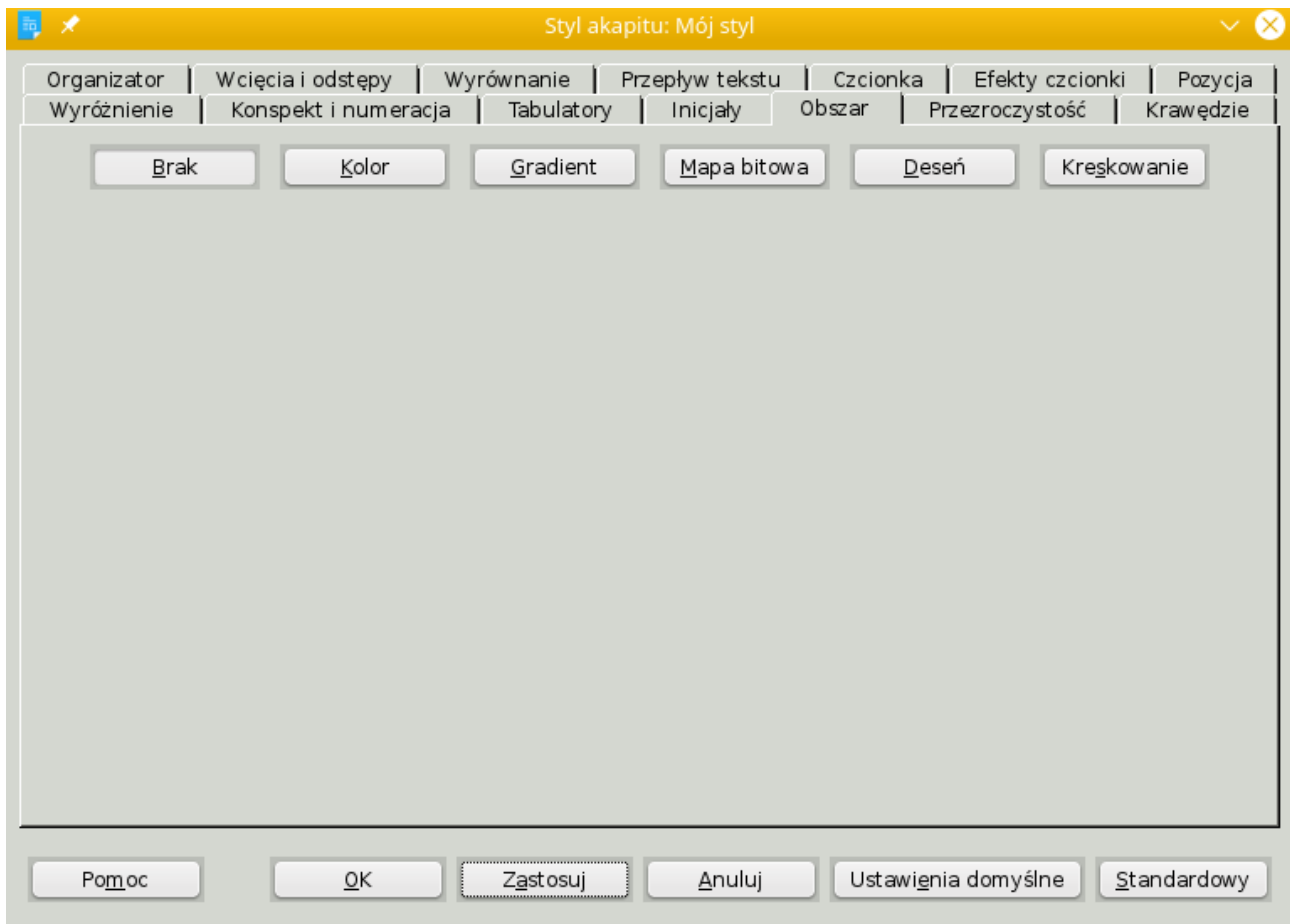 Styl akapitu: Mój styl
Organizator Wcięcia i odstępy Wyrównanie Przepływ tekstu Czcionka Efekty czcionki Pozycja
Wyróżnienie Konspekt i numeracja Tabulatory Inicjały Obszar Przezroczystość Krawędzie
Brak Kolor Gradient Mapa bitowa Deseń Kreskowanie
Pomoc OK Zastosuj Anuluj Ustawienia domyślne Standardowy